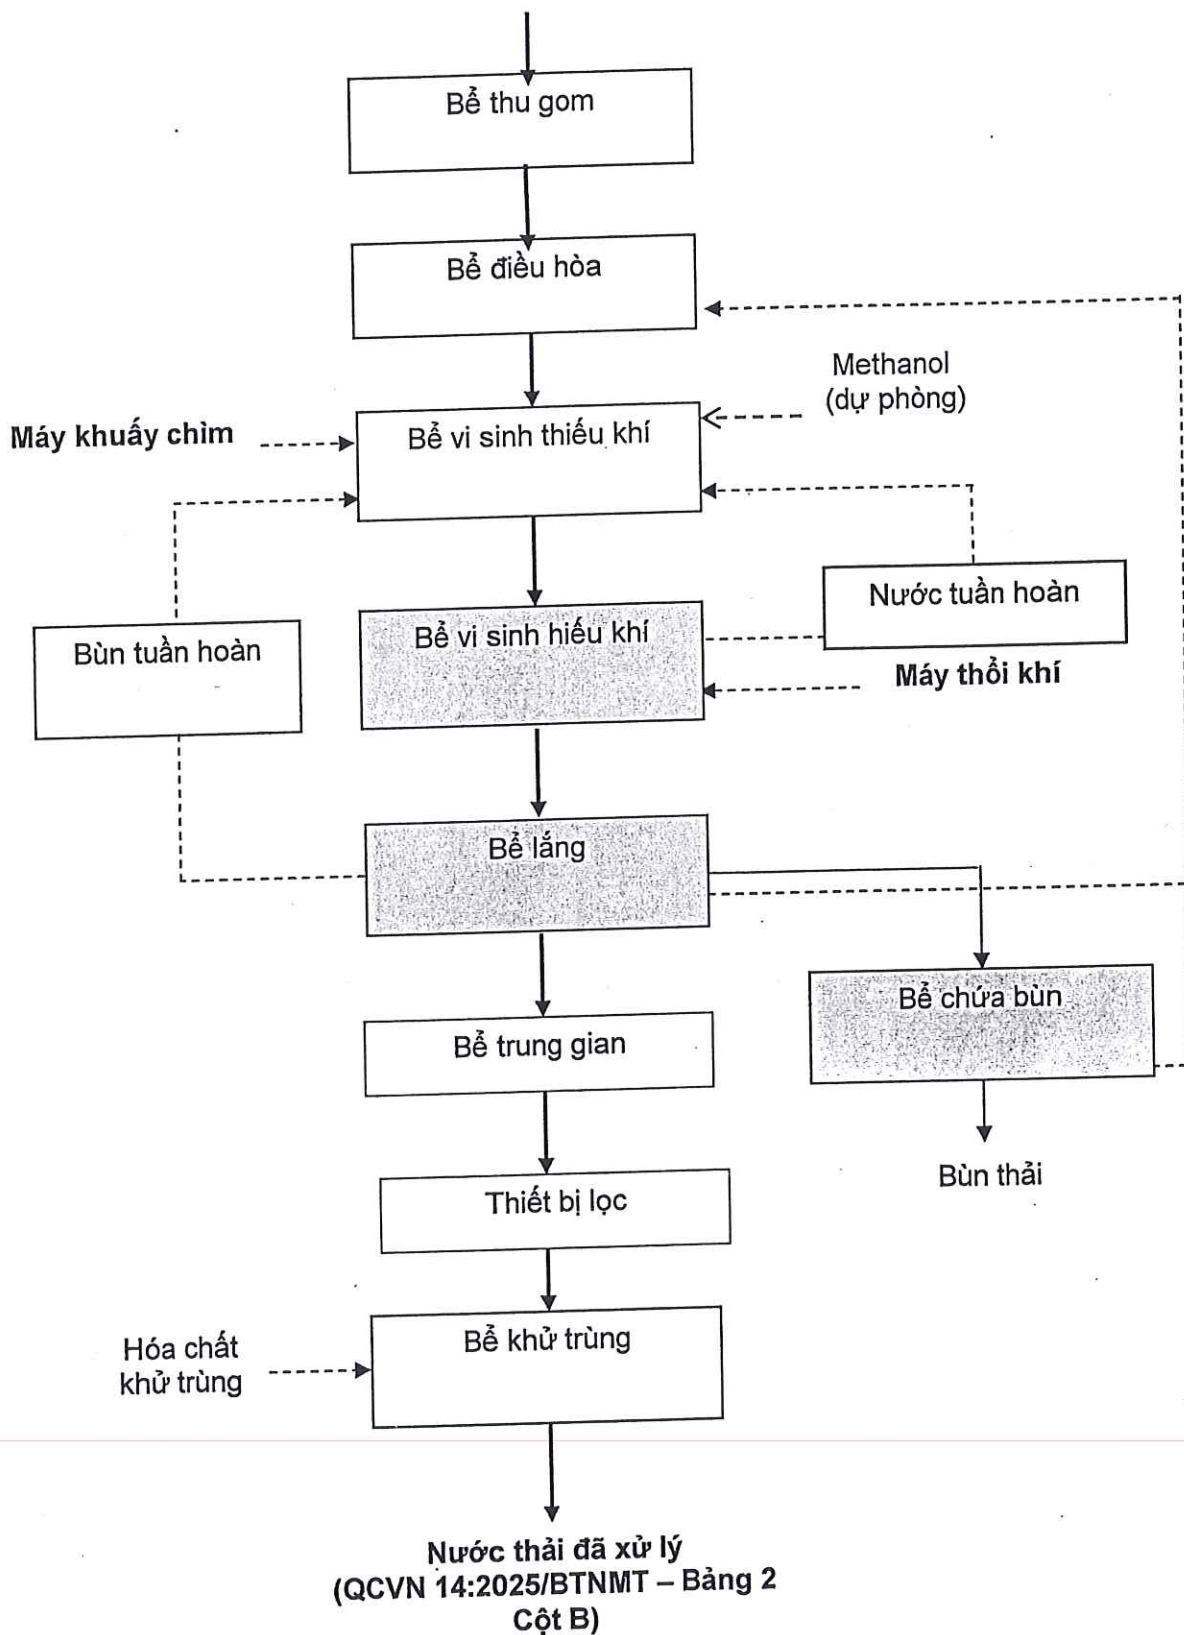 Bể thu gom
Bể điều hòa
Methanol
(dự phòng)
Máy khuấy chìm
Bể vi sinh thiếu khí
Nước tuần hoàn
Bể vi sinh hiếu khí
Bùn tuần hoàn
Máy thổi khí
Bể lắng
Bể chứa bùn
Bể trung gian
Bùn thải
Thiết bị lọc
Bể khử trùng
Hóa chất
khử trùng
Nước thải đã xử lý
(QCVN 14:2025/BTNMT – Bảng 2
Cột B)